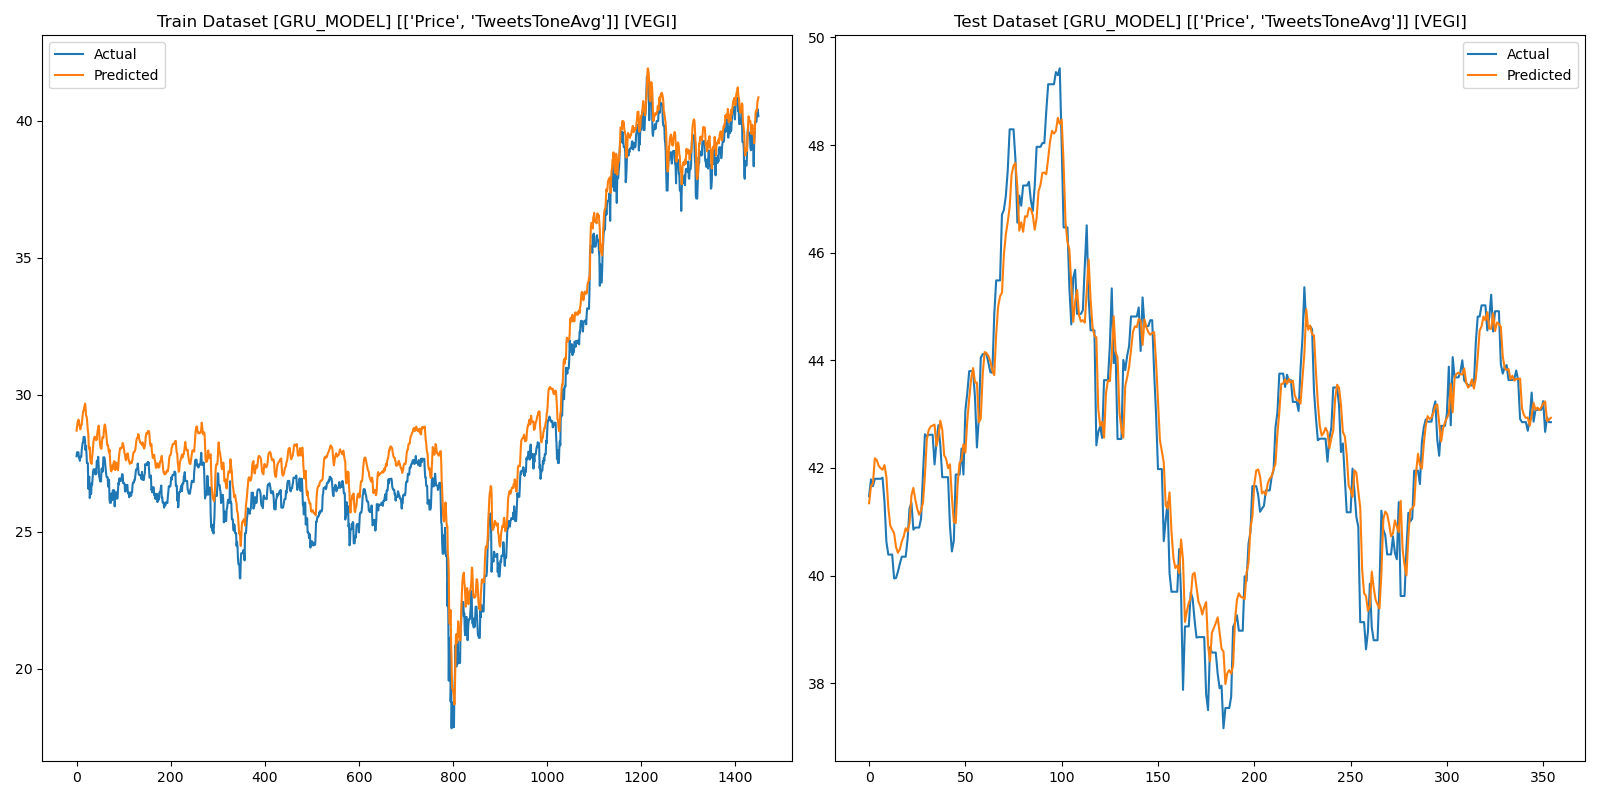 Train Dataset [GRU_MODEL] [['Price', 'TweetsToneAvg']] [VEGI]
Actual
Predicted
40
35
30
25
20
0 200 400 600 800 1000 1200 1400
Test Dataset [GRU_MODEL] [['Price', 'TweetsToneAvg']] [VEGI]
Actual
Predicted
50
48
46
44
42
40
38
0 50 100 150 200 250 300 350